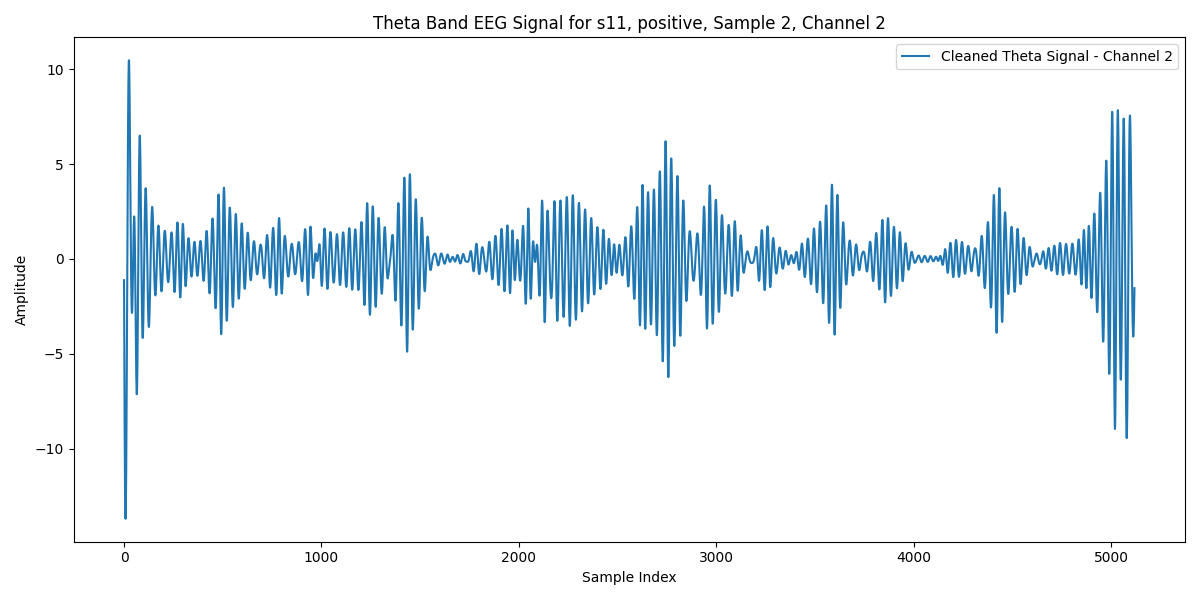 Theta Band EEG Signal for s11, positive, Sample 2, Channel 2
Cleaned Theta Signal - Channel 2
Amplitude
10
5
0
−5
−10
0 1000 2000 3000 4000 5000
Sample Index